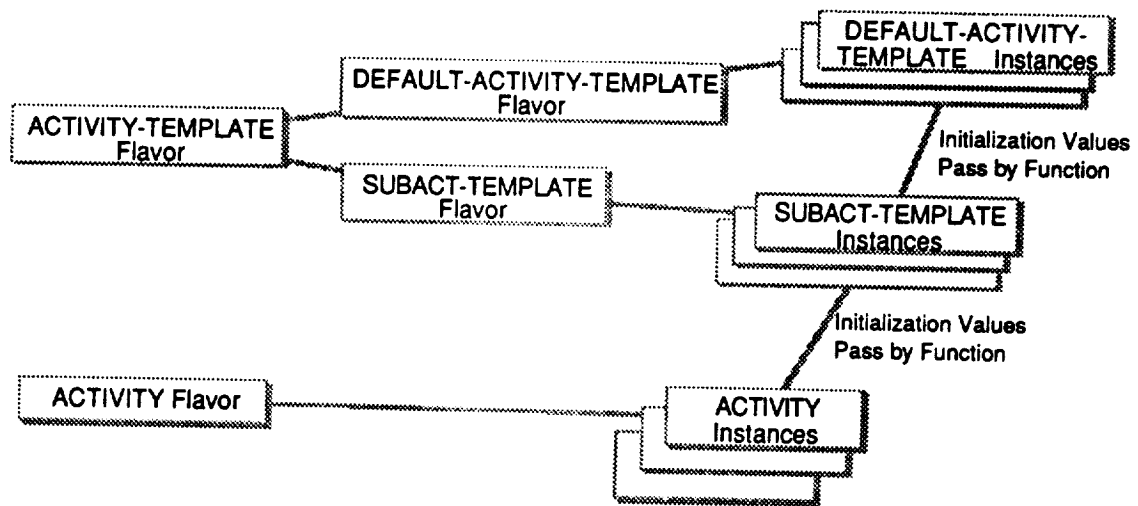 DEFAULT-ACTIVITY-
TEMPLATE Instances
DEFAULT-ACTIVITY-TEMPLATE
Flavor
ACTIVITY-TEMPLATE
Flavor
Initialization Values
Pass by Function
SUBACT-TEMPLATE
Flavor
SUBACT-TEMPLATE
Instances
Initialization Values
Pass by Function
ACTIVITY Flavor
ACTIVITY
Instances